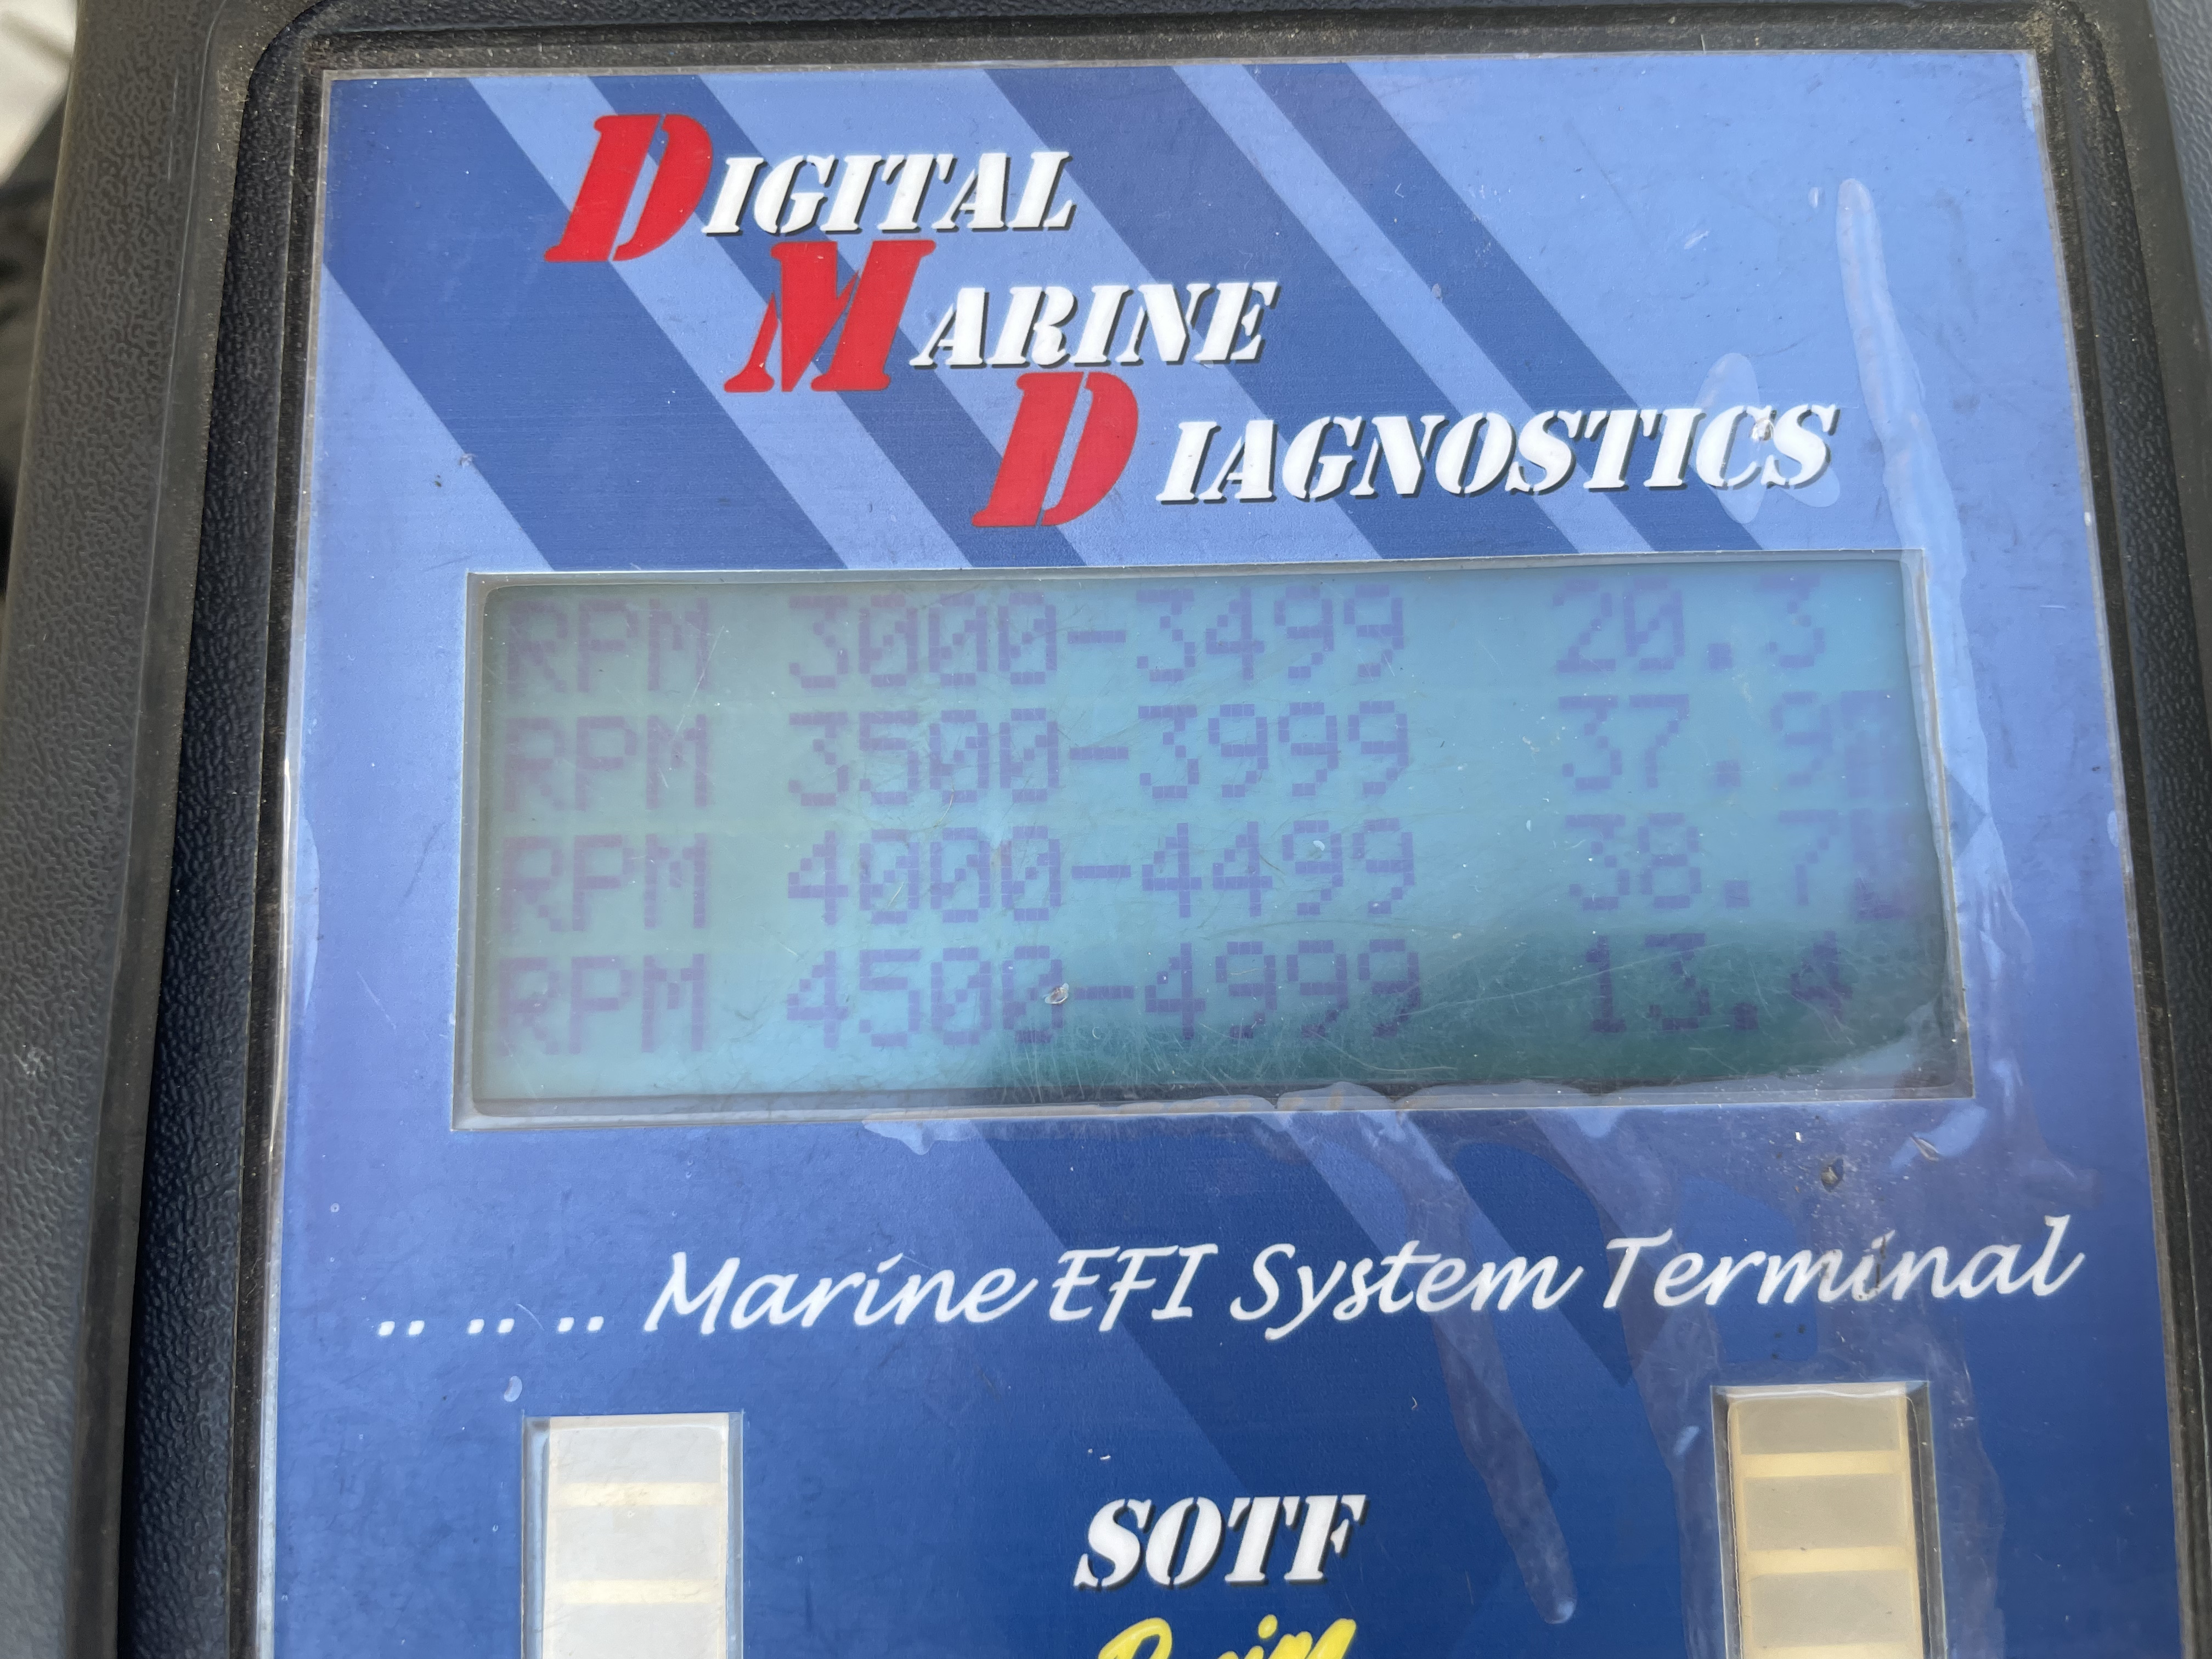 DIGITAL
MARINE
DIAGNOSTICS
RPM 3000-3499 20.3
RPM 3500-3999 37.9
RPM 4000-4499 38.7
RPM 4500-4999 13.4
.. .. .. Marine EFI System Terminal
SOTF